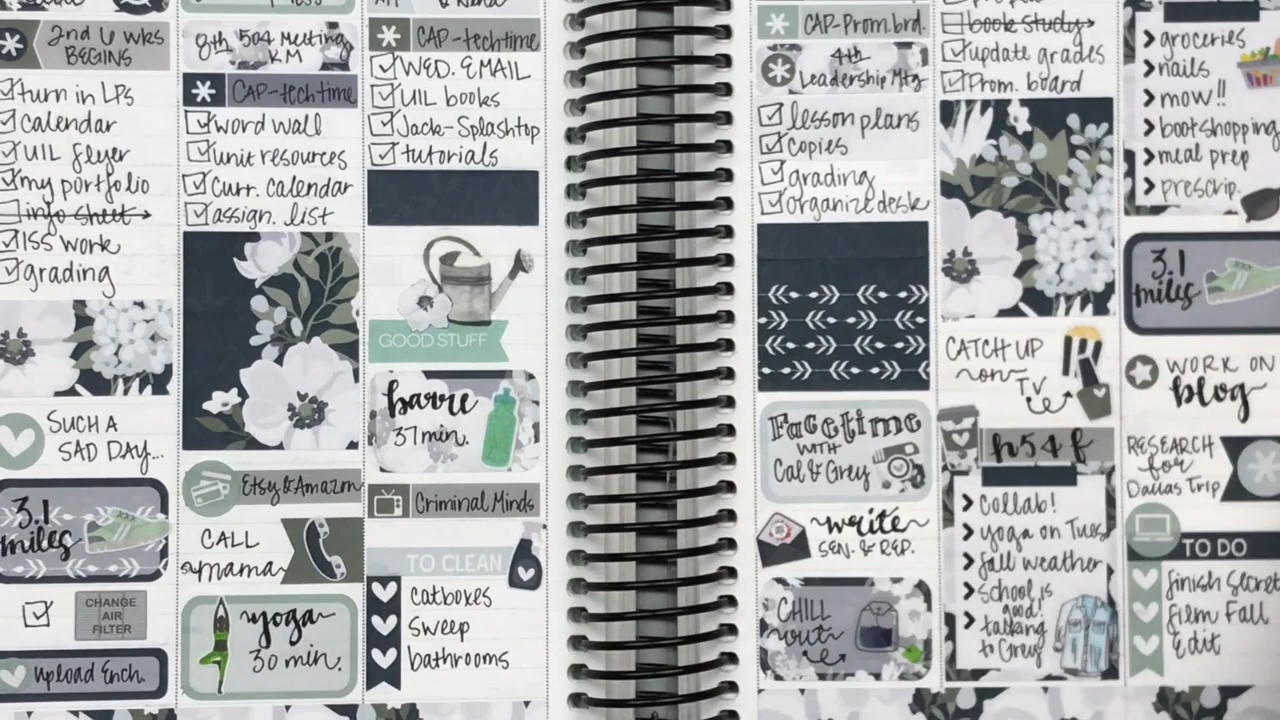 2nd 6 wks
BEGINS
turn in LPs
calendar
UIL flyer
my portfolio
info sheet
ISS work
grading
SUCH A
SAD DAY...
3.1
miles
CHANGE
AIR
FILTER
upload Ench.
8th 504 Meeting
KM
CAP-tech time
word wall
unit resources
curr. calendar
assign. list
Etsy & Amazon
CALL
mama
yoga
30 min.
CAP-techtime
WED. EMAIL
UIL books
Jack-Splashtop
tutorials
GOOD STUFF
barre
37 min.
Criminal Minds
TO CLEAN
catboxes
sweep
bathrooms
CAP-Prom.brd.
4th
Leadership Mtg
lesson plans
copies
grading
organize desk
Facetime
WITH
Cal & Grey
write
SEN. & REP.
CHILL
out
book study
update grades
Prom. board
CATCH UP
on
TV
h54f
collab!
yoga on Tues
fall weather
school is
good!
talking
to Grey
groceries
nails
mow!!
bootshopping
meal prep
prescrip.
3.1
miles
WORK ON
blog
RESEARCH
for
Dallas Trip
TO DO
finish Secret
film Fall
Edit